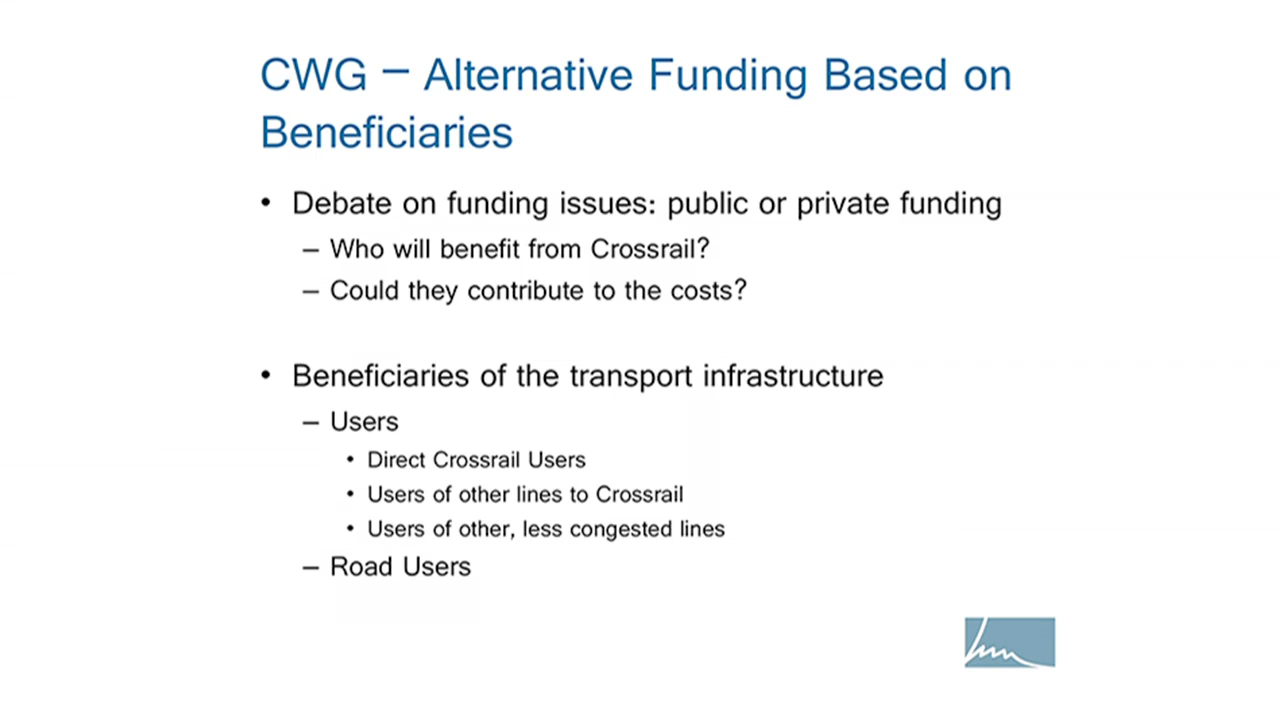 CWG – Alternative Funding Based on
Beneficiaries
• Debate on funding issues: public or private funding
– Who will benefit from Crossrail?
– Could they contribute to the costs?
• Beneficiaries of the transport infrastructure
– Users
• Direct Crossrail Users
• Users of other lines to Crossrail
• Users of other, less congested lines
– Road Users